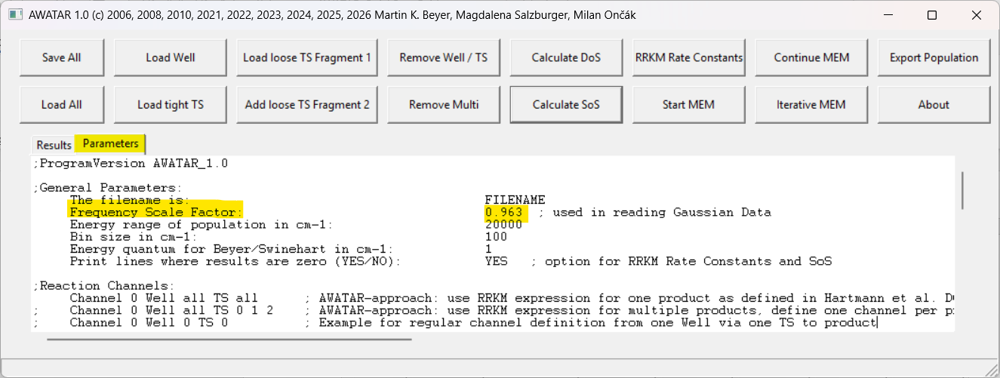 AWATAR 1.0 (c) 2006, 2008, 2010, 2021, 2022, 2023, 2024, 2025, 2026 Martin K. Beyer, Magdalena Salzburger, Milan Ončák
Save All Load Well Load loose TS Fragment 1 Remove Well / TS Calculate DoS RRKM Rate Constants Continue MEM Export Population
Load All Load tight TS Add loose TS Fragment 2 Remove Multi Calculate SoS Start MEM Iterative MEM About
Results Parameters
;ProgramVersion AWATAR_1.0
;General Parameters:
The filename is: FILENAME
Frequency Scale Factor: 0.963 ; used in reading Gaussian Data
Energy range of population in cm-1: 20000
Bin size in cm-1: 100
Energy quantum for Beyer/Swinehart in cm-1: 1
Print lines where results are zero (YES/NO): YES ; option for RRKM Rate Constants and SoS
;Reaction Channels:
Channel 0 Well all TS all ; AWATAR-approach: use RRKM expression for one product as defined in Hartmann et al.
; Channel 0 Well all TS 0 1 2 ; AWATAR-approach: use RRKM expression for multiple products, define one channel per
; Channel 0 Well 0 TS 0 ; Example for regular channel definition from one Well via one TS to product